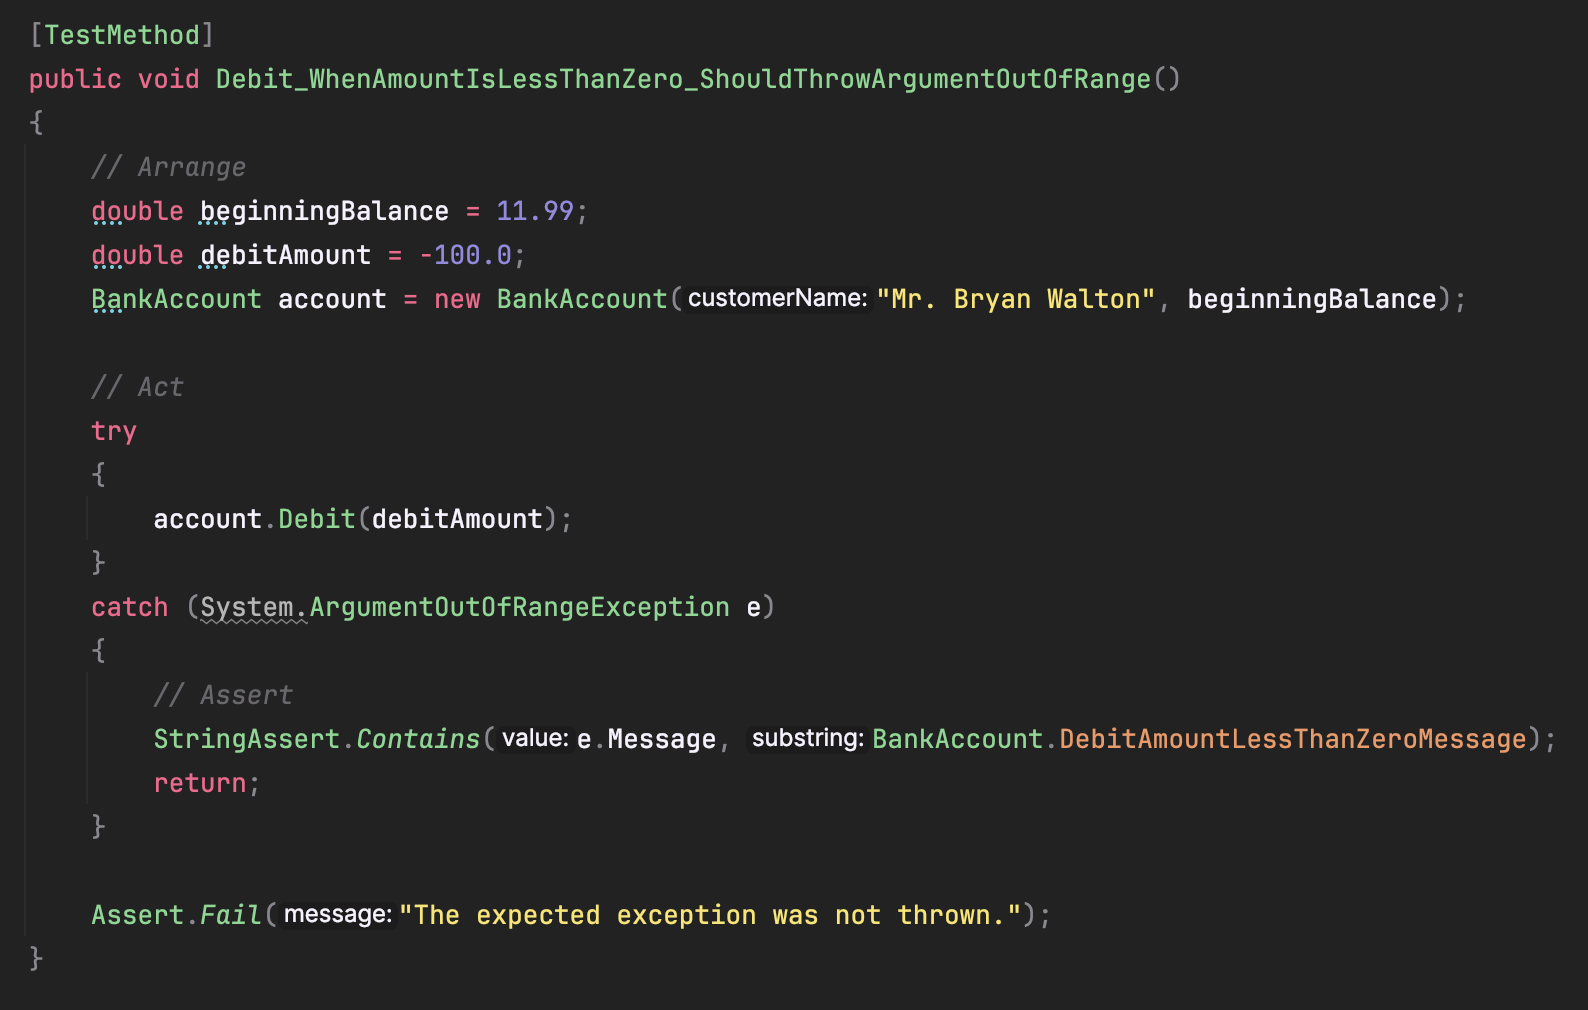 [TestMethod]
public void Debit_WhenAmountIsLessThanZero_ShouldThrowArgumentOutOfRange()
{
    // Arrange
    double beginningBalance = 11.99;
    double debitAmount = -100.0;
    BankAccount account = new BankAccount( customerName: "Mr. Bryan Walton", beginningBalance);

    // Act
    try
    {
        account.Debit(debitAmount);
    }
    catch (System.ArgumentOutOfRangeException e)
    {
        // Assert
        StringAssert.Contains( value: e.Message, substring: BankAccount.DebitAmountLessThanZeroMessage);
        return;
    }

    Assert.Fail( message: "The expected exception was not thrown.");
}